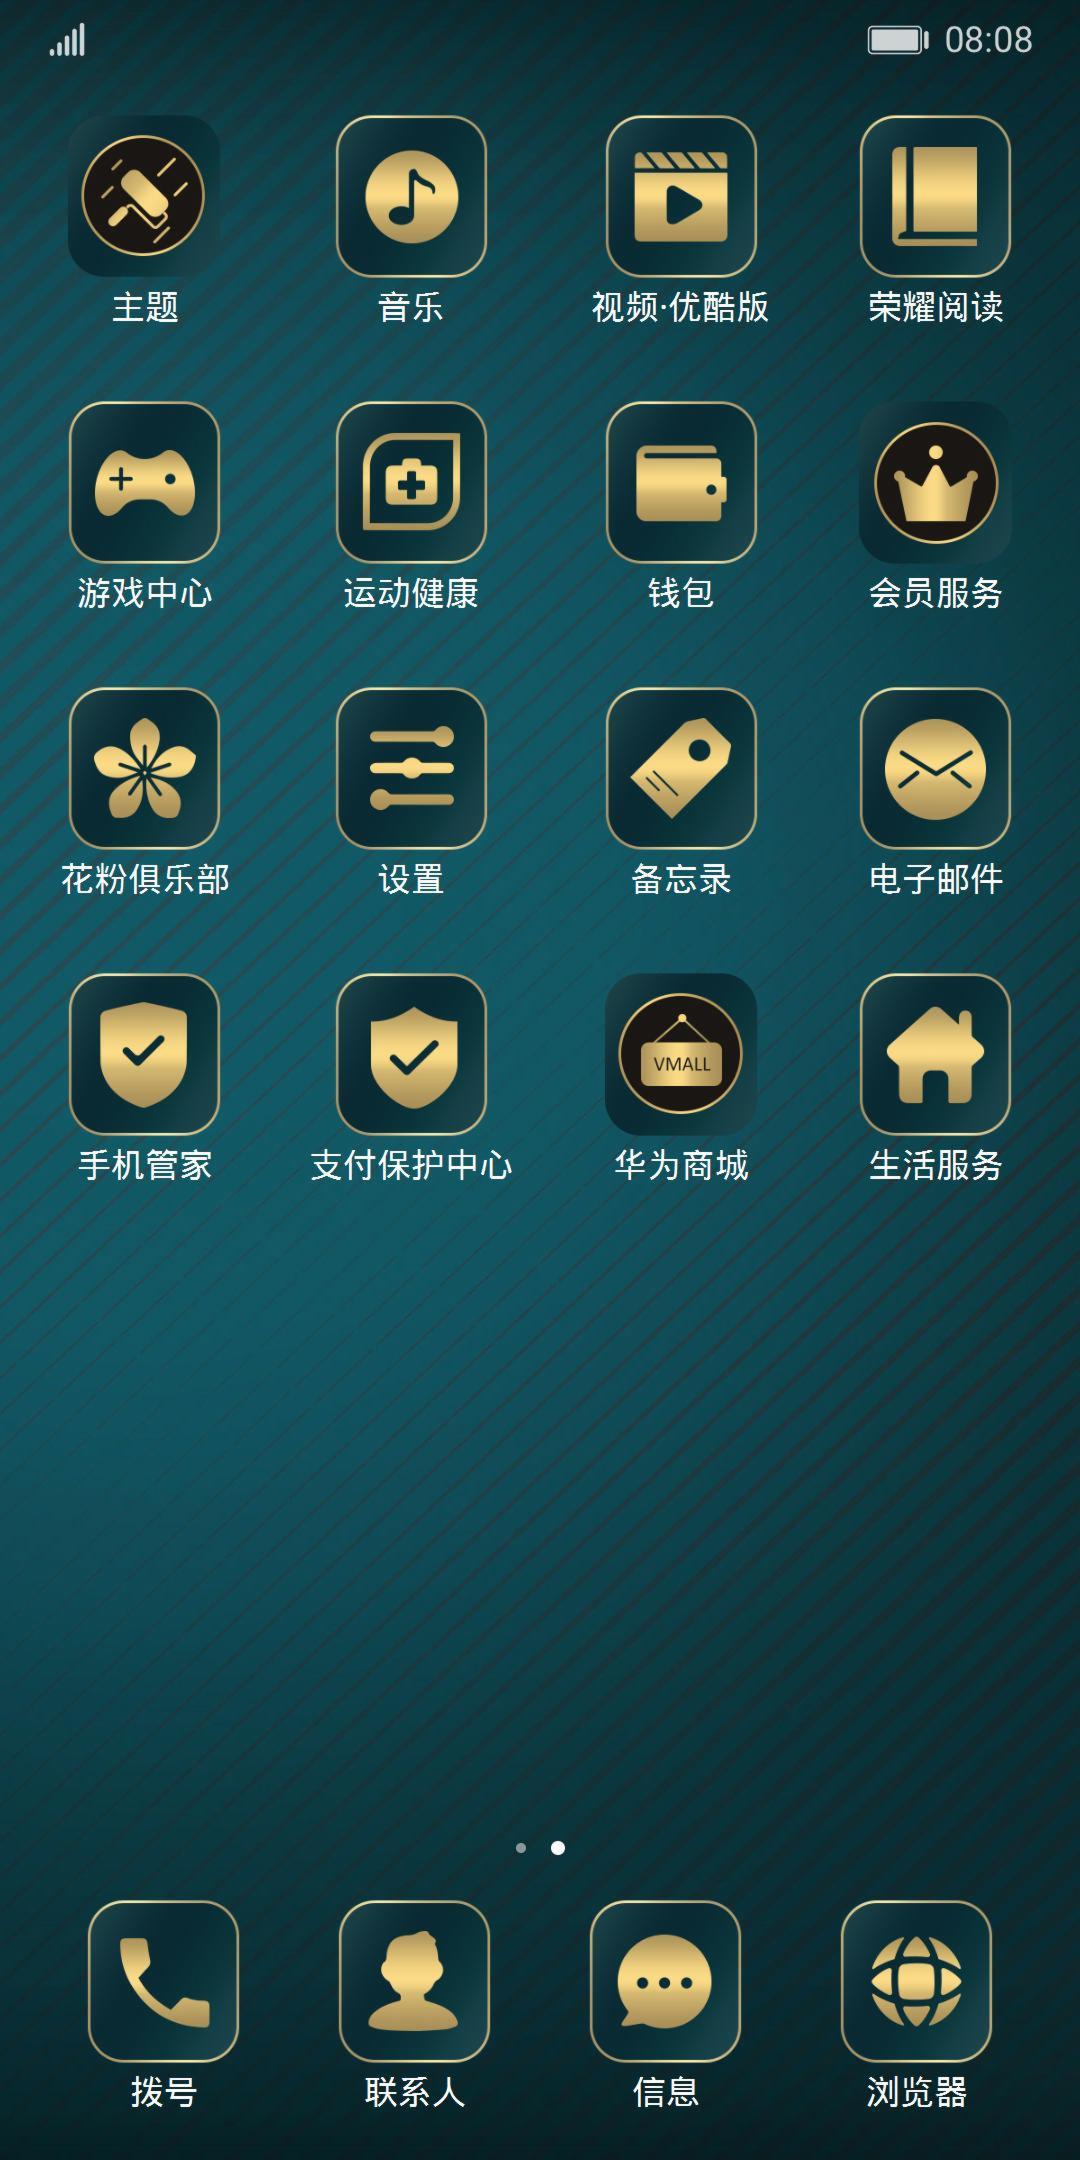 08:08
主题 音乐 视频·优酷版 荣耀阅读
游戏中心 运动健康 钱包 会员服务
花粉俱乐部 设置 备忘录 电子邮件
VMALL
手机管家 支付保护中心 华为商城 生活服务
拨号 联系人 信息 浏览器